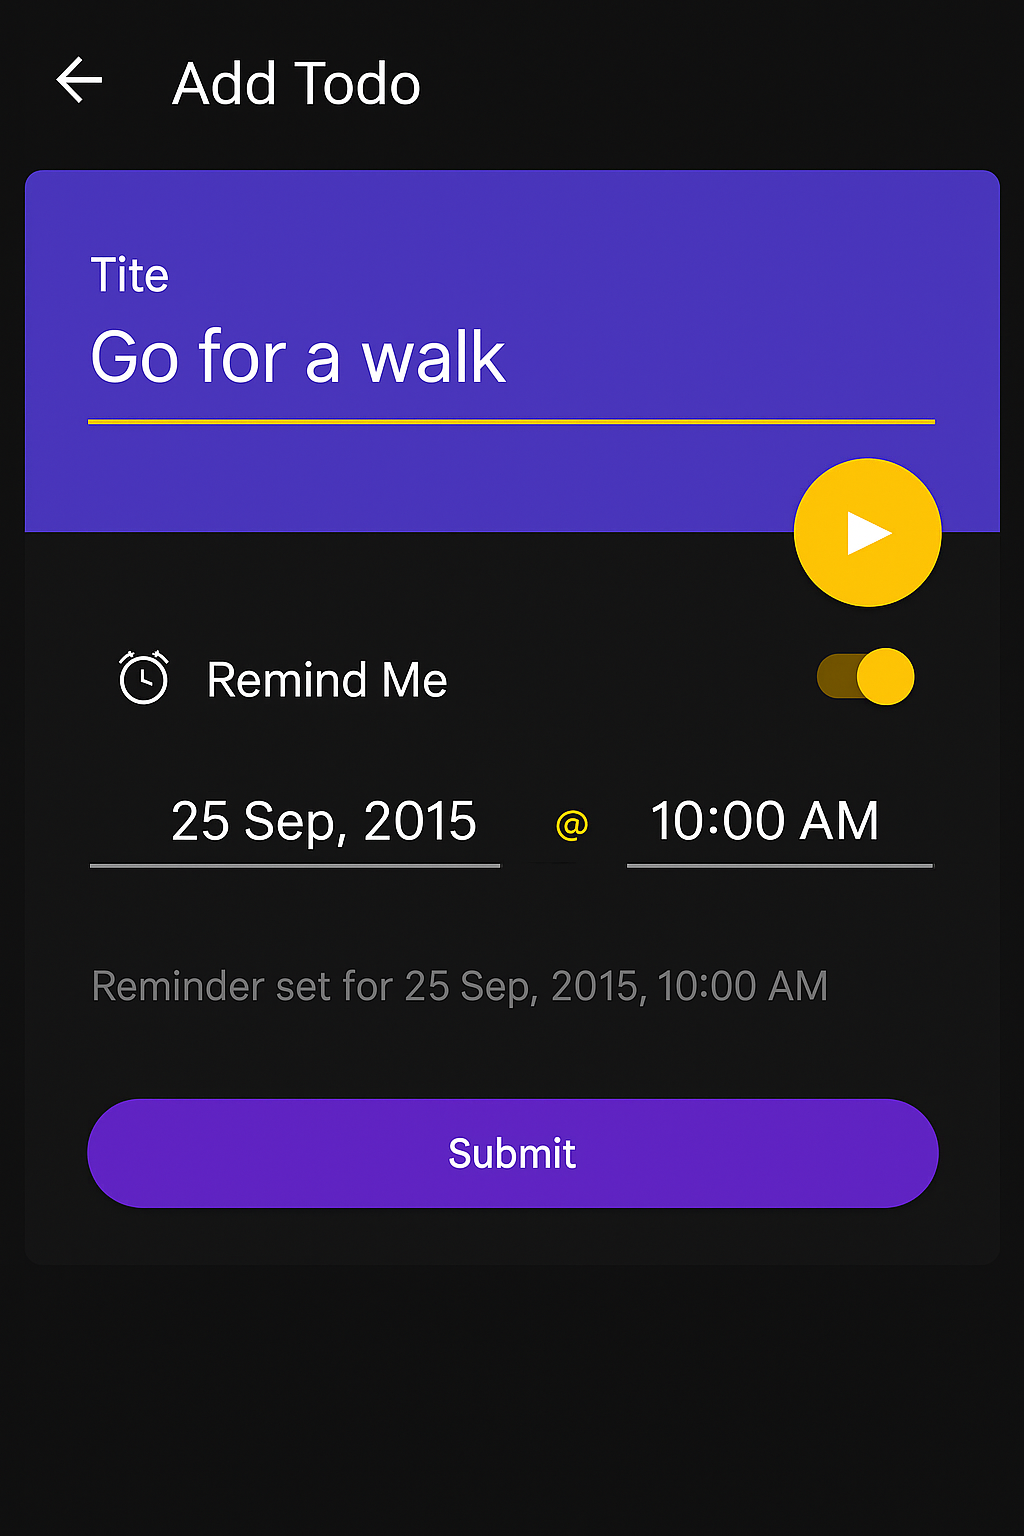 Add Todo
Tite
Go for a walk
Remind Me
25 Sep, 2015 @ 10:00 AM
Reminder set for 25 Sep, 2015, 10:00 AM
Submit